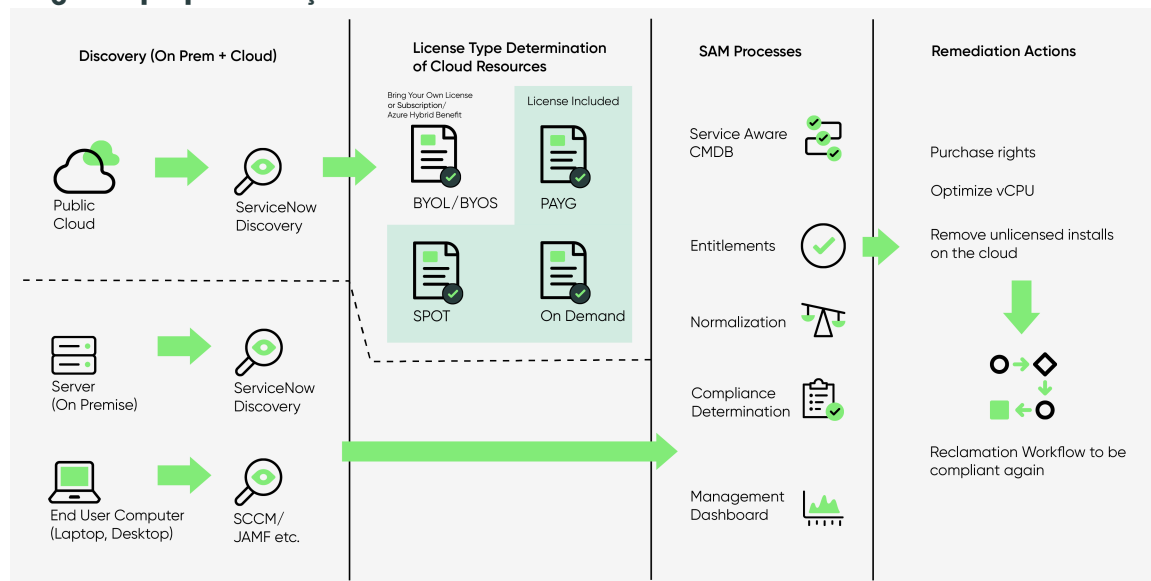 Discovery (On Prem + Cloud)
Public
Cloud
ServiceNow
Discovery
Server
(On Premise)
ServiceNow
Discovery
End User Computer
(Laptop, Desktop)
SCCM/
JAMF etc.
License Type Determination
of Cloud Resources
Bring Your Own License
or Subscription/
Azure Hybrid Benefit
BYOL/BYOS
License Included
PAYG
SPOT
On Demand
SAM Processes
Service Aware
CMDB
Entitlements
Normalization
Compliance
Determination
Management
Dashboard
Remediation Actions
Purchase rights
Optimize vCPU
Remove unlicensed installs
on the cloud
Reclamation Workflow to be
compliant again